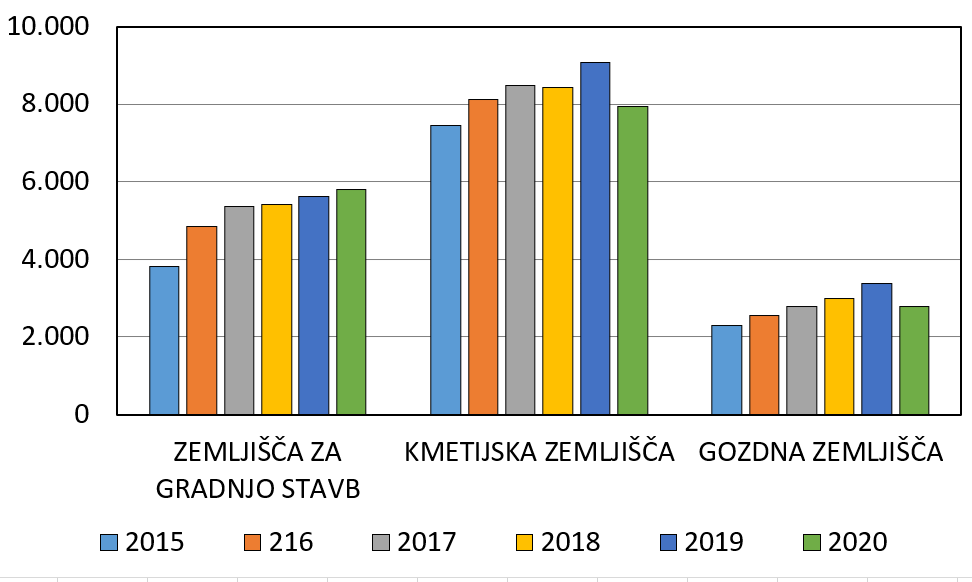 10.000
8.000
6.000
4.000
2.000
0
ZEMLJIŠČA ZA
GRADNJO STAVB
KMETIJSKA ZEMLJIŠČA
GOZDNA ZEMLJIŠČA
2015 216 2017 2018 2019 2020